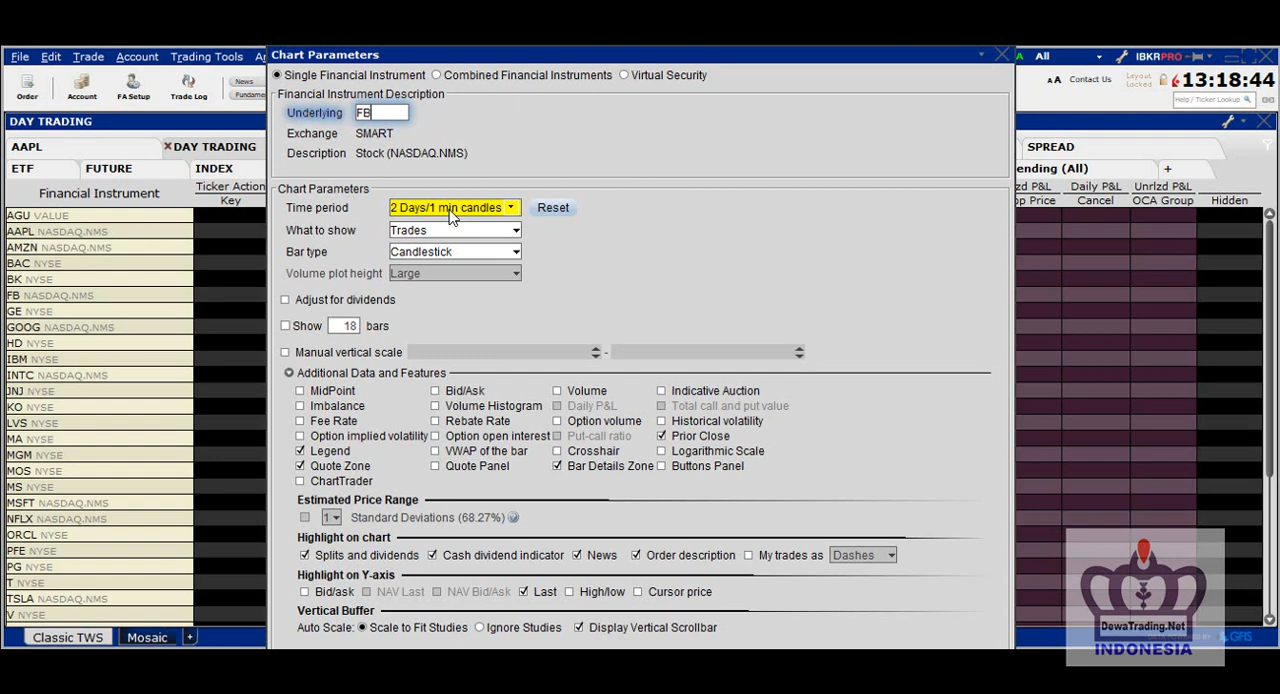 Chart Parameters
File Edit Trade Account Trading Tools
All
IBKRPRO
Order
Account
FA Setup
Trade Log
News
Contact Us
Layout Locked
13:18:44
Help / Ticker Lookup
Single Financial Instrument Combined Financial Instruments Virtual Security
Financial Instrument Description
Underlying FB
Exchange SMART
Description Stock (NASDAQ.NMS)
DAY TRADING
AAPL
DAY TRADING
SPREAD
ETF
FUTURE
INDEX
ending (All)
+
Financial Instrument
Ticker Action
Key
zd P&L Daily P&L Unrlzd P&L
op Price Cancel OCA Group Hidden
Chart Parameters
Time period 2 Days/1 min candles Reset
What to show Trades
Bar type Candlestick
Volume plot height Large
Adjust for dividends
Show 18 bars
Manual vertical scale -
Additional Data and Features
MidPoint Bid/Ask Volume Indicative Auction
Imbalance Volume Histogram Daily P&L Total call and put value
Fee Rate Rebate Rate Option volume Historical volatility
Option implied volatility Option open interest Put-call ratio Prior Close
Legend VWAP of the bar Crosshair Logarithmic Scale
Quote Zone Quote Panel Bar Details Zone Buttons Panel
ChartTrader
Estimated Price Range
1 Standard Deviations (68.27%)
Highlight on chart
Splits and dividends Cash dividend indicator News Order description My trades as Dashes
Highlight on Y-axis
Bid/ask NAV Last NAV Bid/Ask Last High/low Cursor price
Vertical Buffer
Auto Scale: Scale to Fit Studies Ignore Studies Display Vertical Scrollbar
AGU VALUE
AAPL NASDAQ.NMS
AMZN NASDAQ.NMS
BAC NYSE
BK NYSE
FB NASDAQ.NMS
GE NYSE
GOOG NASDAQ.NMS
HD NYSE
IBM NYSE
INTC NASDAQ.NMS
JNJ NYSE
KO NYSE
LVS NYSE
MA NYSE
MGM NYSE
MOS NYSE
MS NYSE
MSFT NASDAQ.NMS
NFLX NASDAQ.NMS
ORCL NYSE
PFE NYSE
PG NYSE
T NYSE
TSLA NASDAQ.NMS
V NYSE
Classic TWS
Mosaic
+
DewaTrading.Net
INDONESIA
GFIS